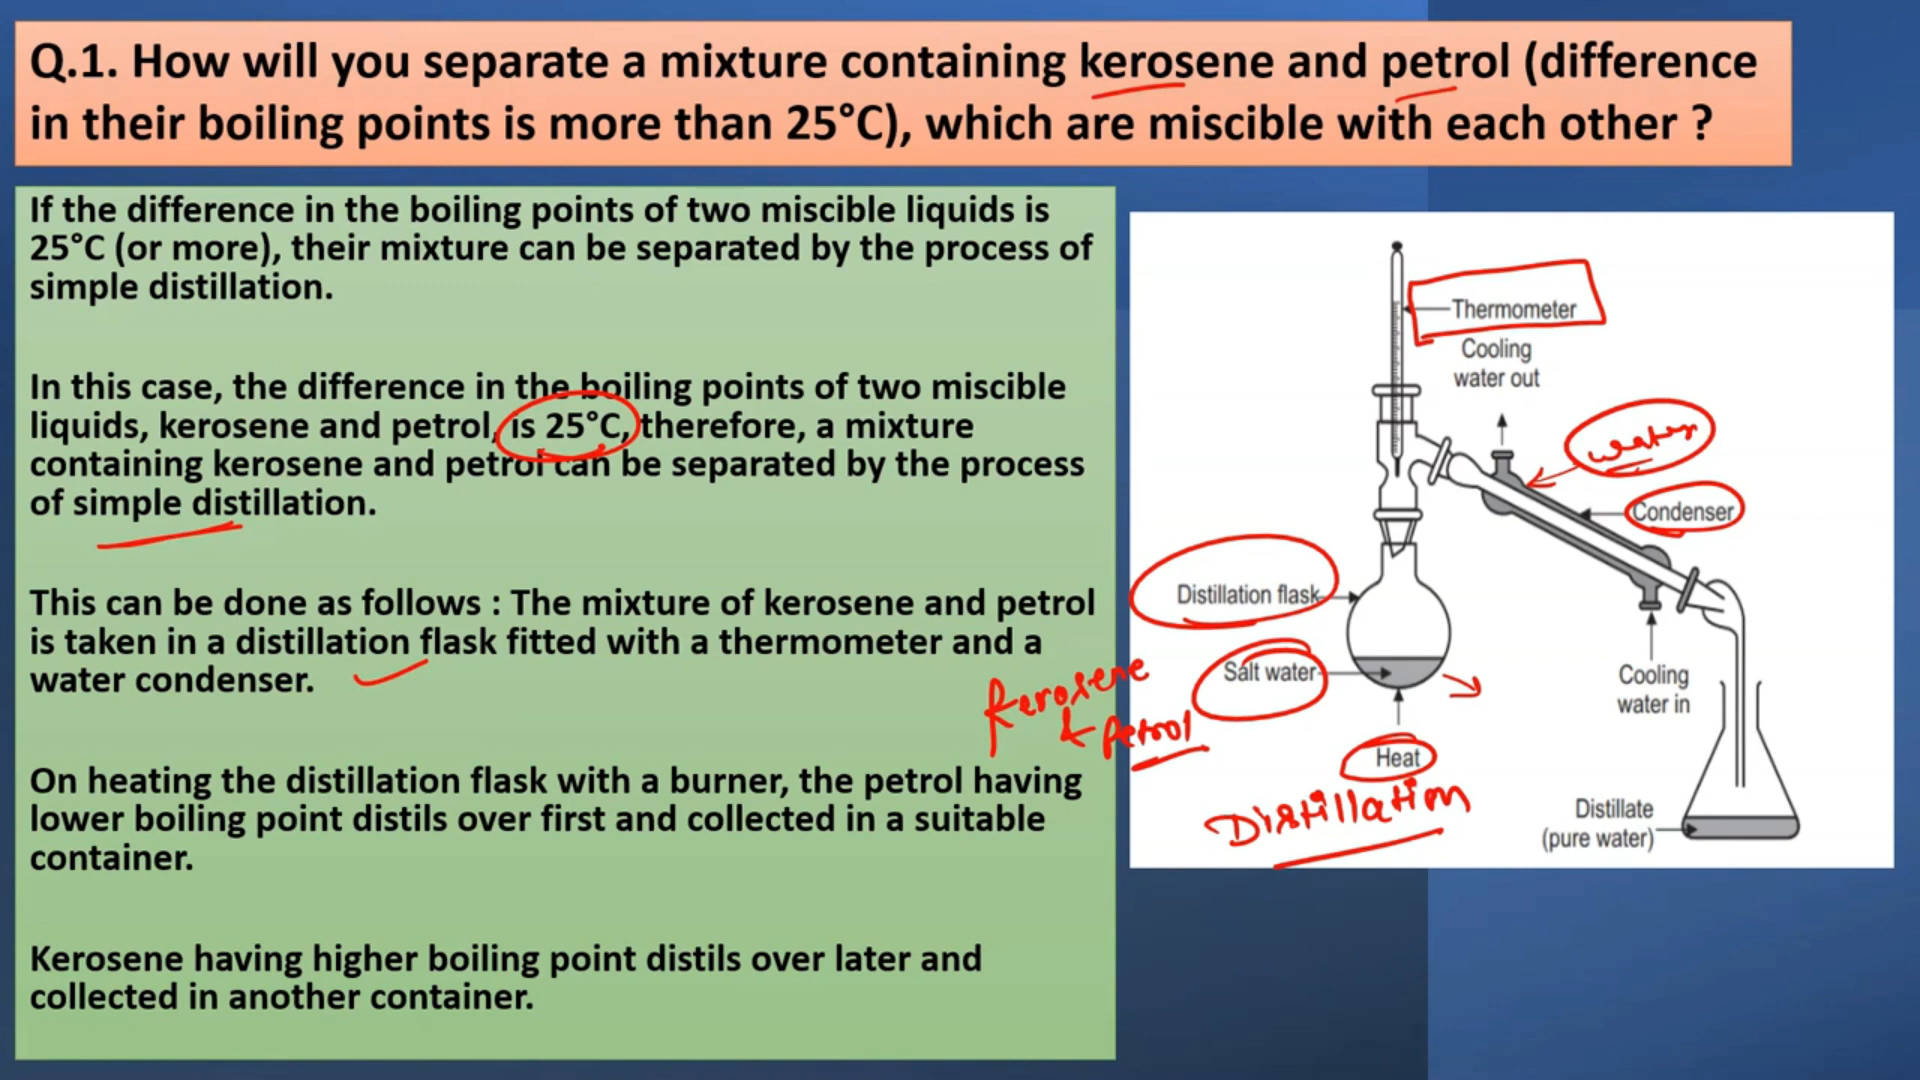 Q.1. How will you separate a mixture containing kerosene and petrol (difference
in their boiling points is more than 25°C), which are miscible with each other ?
If the difference in the boiling points of two miscible liquids is
25°C (or more), their mixture can be separated by the process of
simple distillation.
In this case, the difference in the boiling points of two miscible
liquids, kerosene and petrol, is 25°C, therefore, a mixture
containing kerosene and petrol can be separated by the process
of simple distillation.
This can be done as follows : The mixture of kerosene and petrol
is taken in a distillation flask fitted with a thermometer and a
water condenser.
On heating the distillation flask with a burner, the petrol having
lower boiling point distils over first and collected in a suitable
container.
Kerosene having higher boiling point distils over later and
collected in another container.
Thermometer
Cooling
water out
water
Condenser
Distillation flask
Salt water
Kerosene
& Petrol
Cooling
water in
Heat
Distillation
Distillate
(pure water)